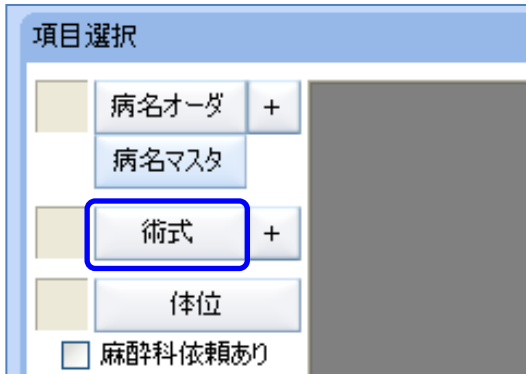 項目選択
病名オーダ +
病名マスタ
術式 +
体位
麻酔科依頼あり